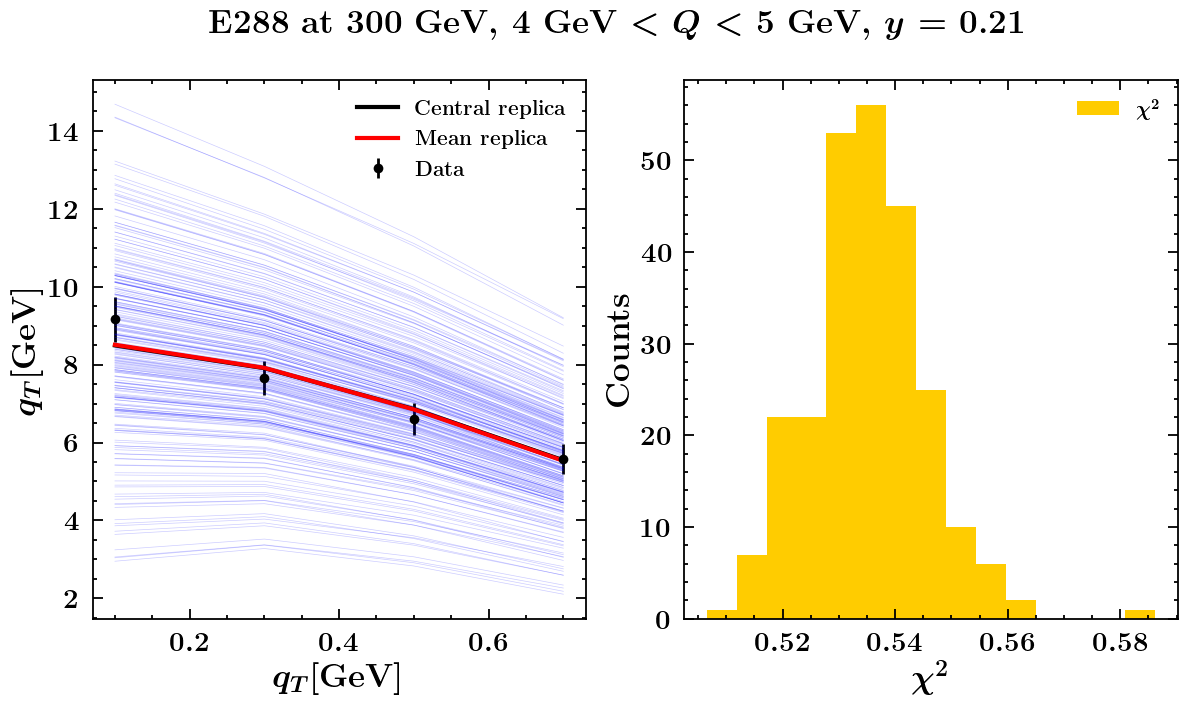 E288 at 300 GeV, 4 GeV < Q < 5 GeV, y = 0.21
Central replica
Mean replica
Data
14
12
10
8
6
4
2
q_T[GeV]
0.2 0.4 0.6
q_T[GeV]
χ²
50
40
30
20
10
0
Counts
0.52 0.54 0.56 0.58
χ²